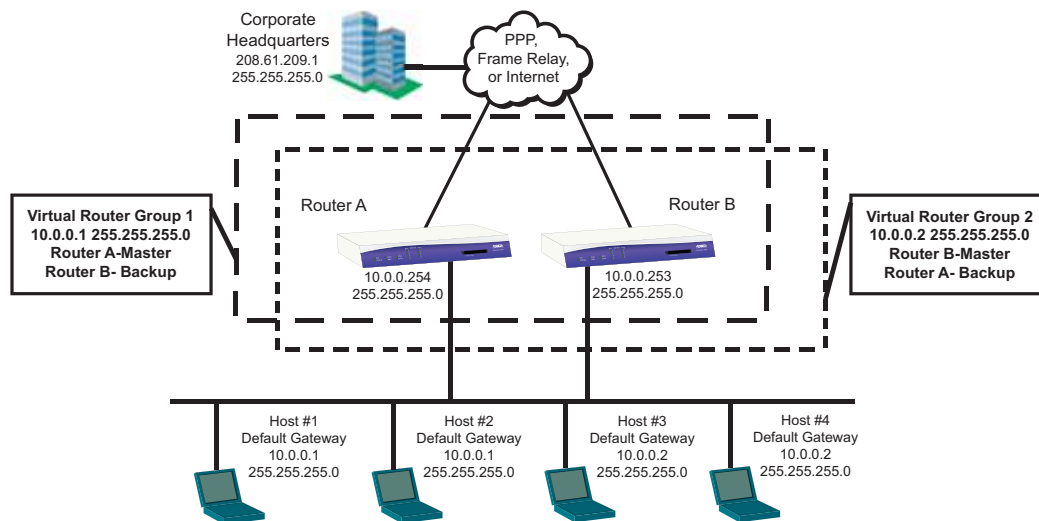 Corporate
Headquarters
208.61.209.1
255.255.255.0
PPP,
Frame Relay,
or Internet
Router A
Router B
Virtual Router Group 1
10.0.0.1 255.255.255.0
Router A-Master
Router B- Backup
Virtual Router Group 2
10.0.0.2 255.255.255.0
Router B-Master
Router A- Backup
10.0.0.254
255.255.255.0
10.0.0.253
255.255.255.0
Host #1
Default Gateway
10.0.0.1
255.255.255.0
Host #2
Default Gateway
10.0.0.1
255.255.255.0
Host #3
Default Gateway
10.0.0.2
255.255.255.0
Host #4
Default Gateway
10.0.0.2
255.255.255.0